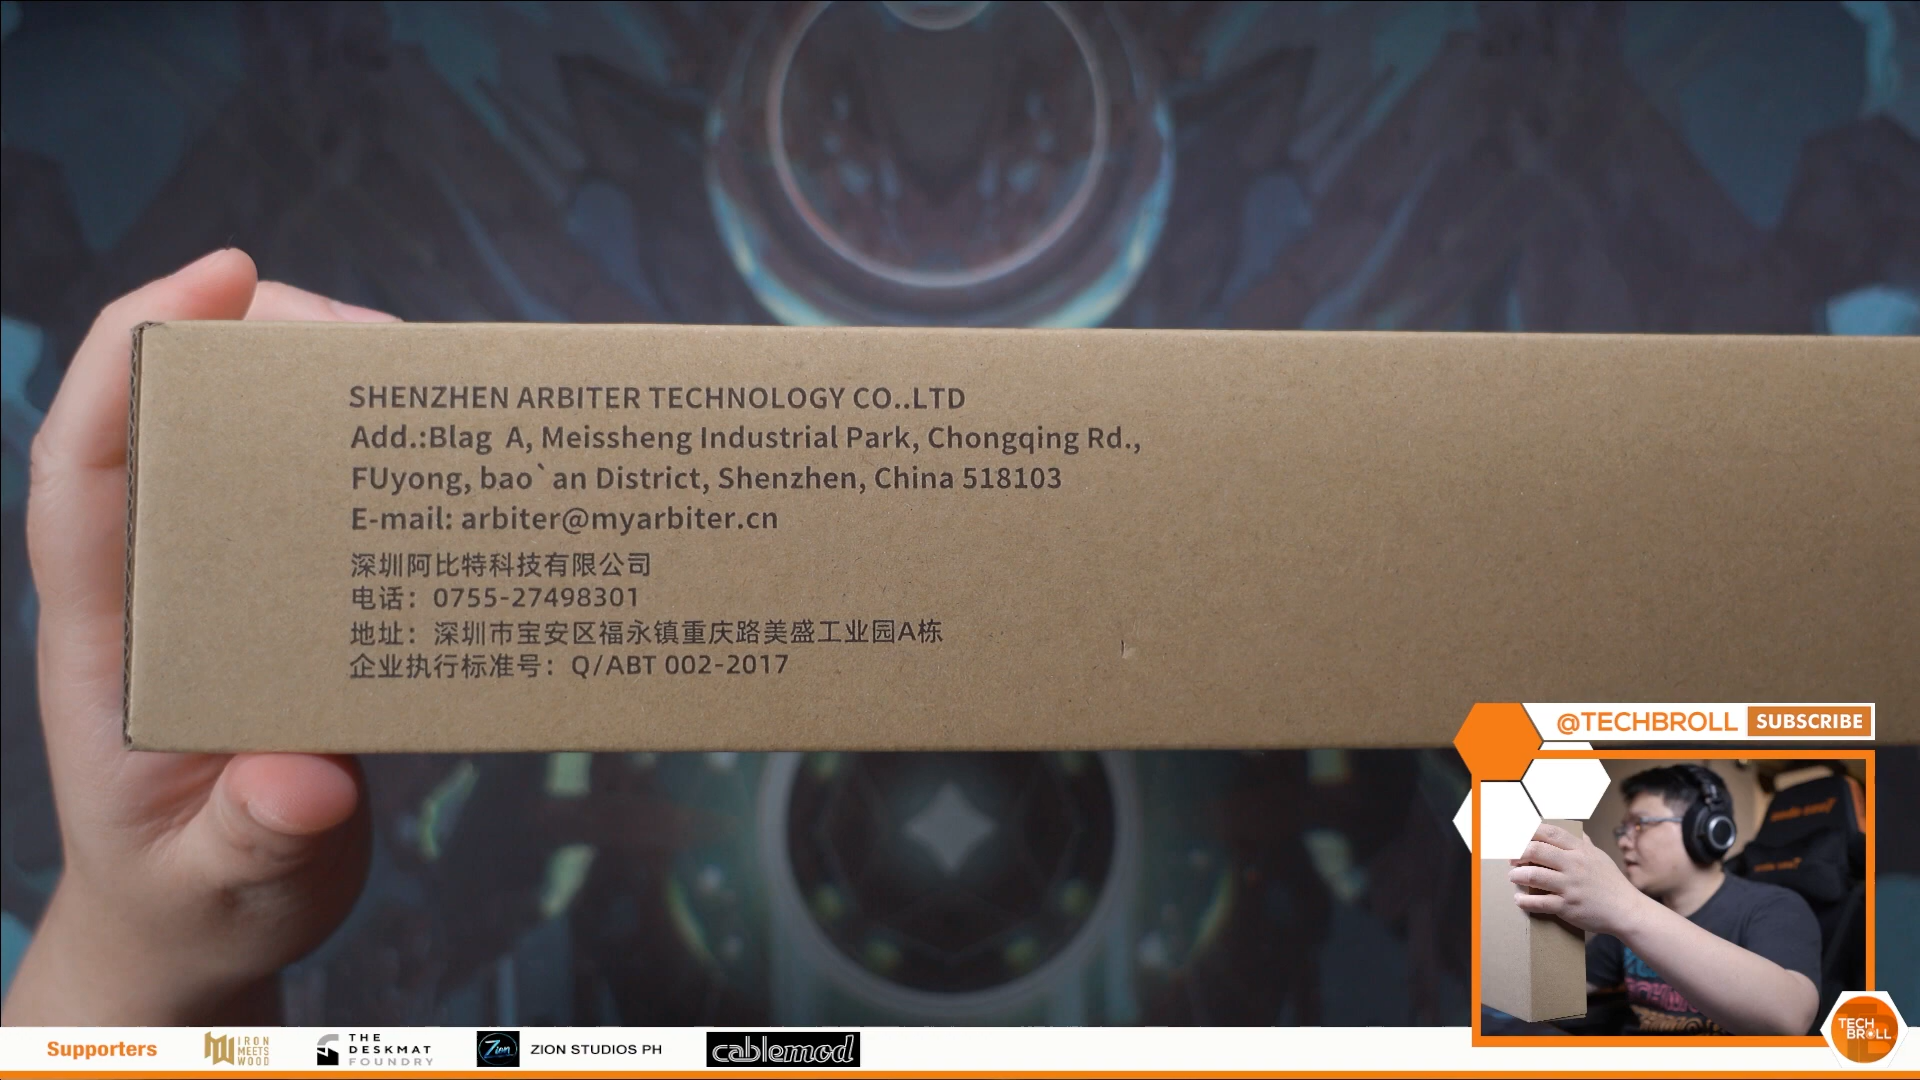 SHENZHEN ARBITER TECHNOLOGY CO..LTD
Add.:Blag A, Meissheng Industrial Park, Chongqing Rd.,
FUyong, bao`an District, Shenzhen, China 518103
E-mail: arbiter@myarbiter.cn
深圳阿比特科技有限公司
电话：0755-27498301
地址：深圳市宝安区福永镇重庆路美盛工业园A栋
企业执行标准号：Q/ABT 002-2017
@TECHBROLL SUBSCRIBE
TECH
BROLL
Supporters
IRON
MEETS
WOOD
THE
DESKMAT
FOUNDRY
Zion
ZION STUDIOS PH
cablemod